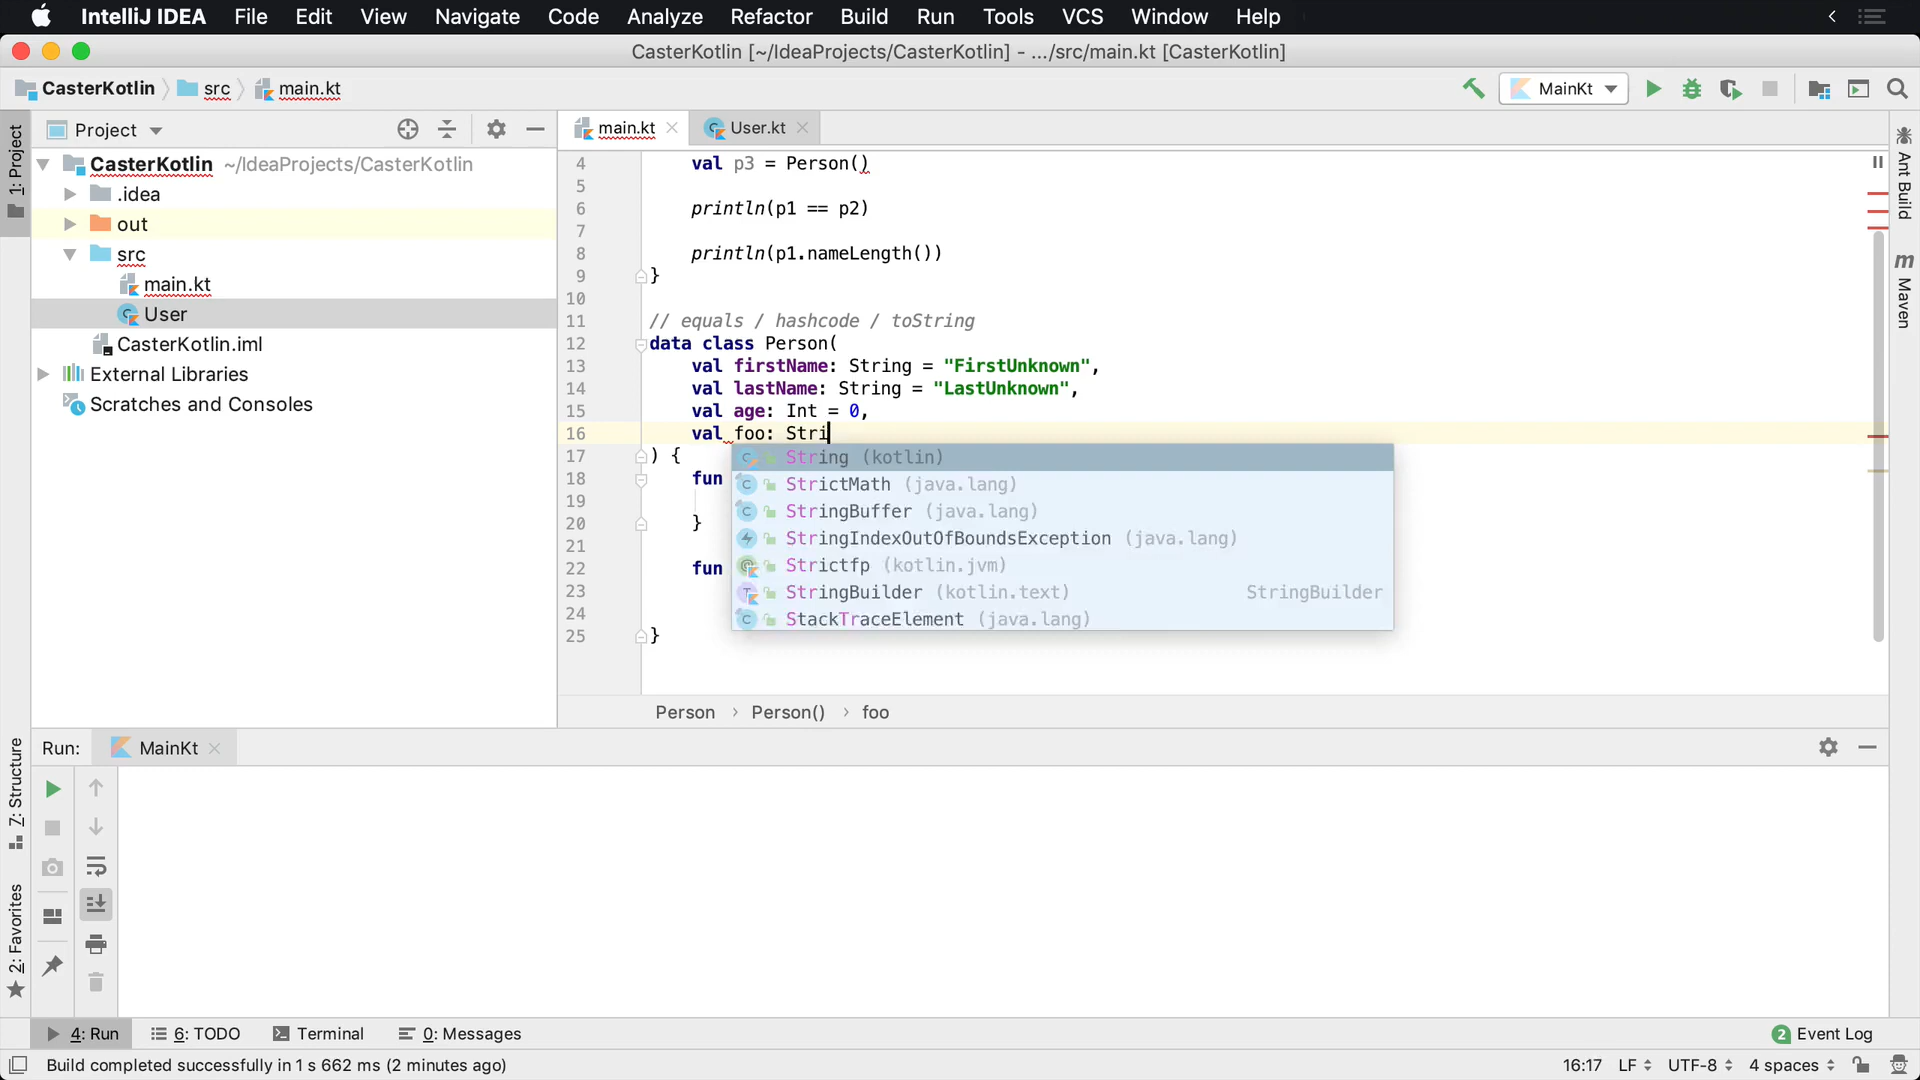 IntelliJ IDEA File Edit View Navigate Code Analyze Refactor Build Run Tools VCS Window Help
CasterKotlin [~/IdeaProjects/CasterKotlin] - .../src/main.kt [CasterKotlin]
CasterKotlin src main.kt
MainKt
1: Project
Project
CasterKotlin ~/IdeaProjects/CasterKotlin
.idea
out
src
main.kt
User
CasterKotlin.iml
External Libraries
Scratches and Consoles
main.kt User.kt
4 val p3 = Person()
5
6 println(p1 == p2)
7
8 println(p1.nameLength())
9 }
10
11 // equals / hashcode / toString
12 data class Person(
13 val firstName: String = "FirstUnknown",
14 val lastName: String = "LastUnknown",
15 val age: Int = 0,
16 val foo: Stri
17 ) {
18 fun
19
20 }
21
22 fun
23
24
25 }
String (kotlin)
StrictMath (java.lang)
StringBuffer (java.lang)
StringIndexOutOfBoundsException (java.lang)
Strictfp (kotlin.jvm)
StringBuilder (kotlin.text) StringBuilder
StackTraceElement (java.lang)
Person › Person() › foo
Ant Build
m Maven
Run: MainKt
Z: Structure
2: Favorites
4: Run 6: TODO Terminal 0: Messages
2 Event Log
Build completed successfully in 1 s 662 ms (2 minutes ago)
16:17 LF UTF-8 4 spaces